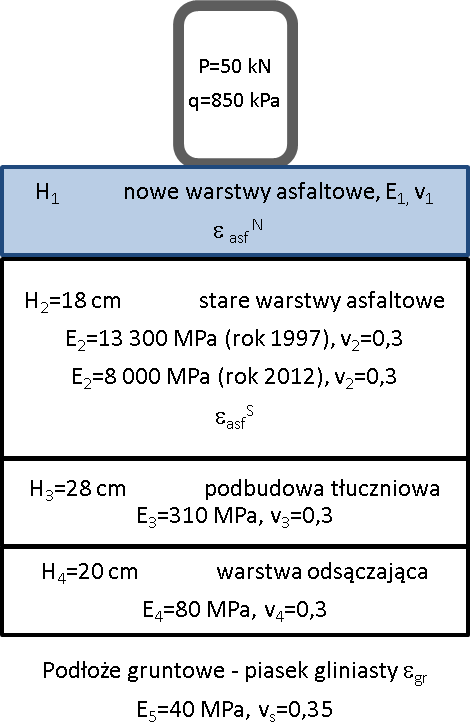 P=50 kN
q=850 kPa
H₁ nowe warstwy asfaltowe, E₁, v₁
ε asf N
H₂=18 cm stare warstwy asfaltowe
E₂=13 300 MPa (rok 1997), v₂=0,3
E₂=8 000 MPa (rok 2012), v₂=0,3
εasf S
H₃=28 cm podbudowa tłuczniowa
E₃=310 MPa, v₃=0,3
H₄=20 cm warstwa odsączająca
E₄=80 MPa, v₄=0,3
Podłoże gruntowe - piasek gliniasty εgr
E₅=40 MPa, vs=0,35